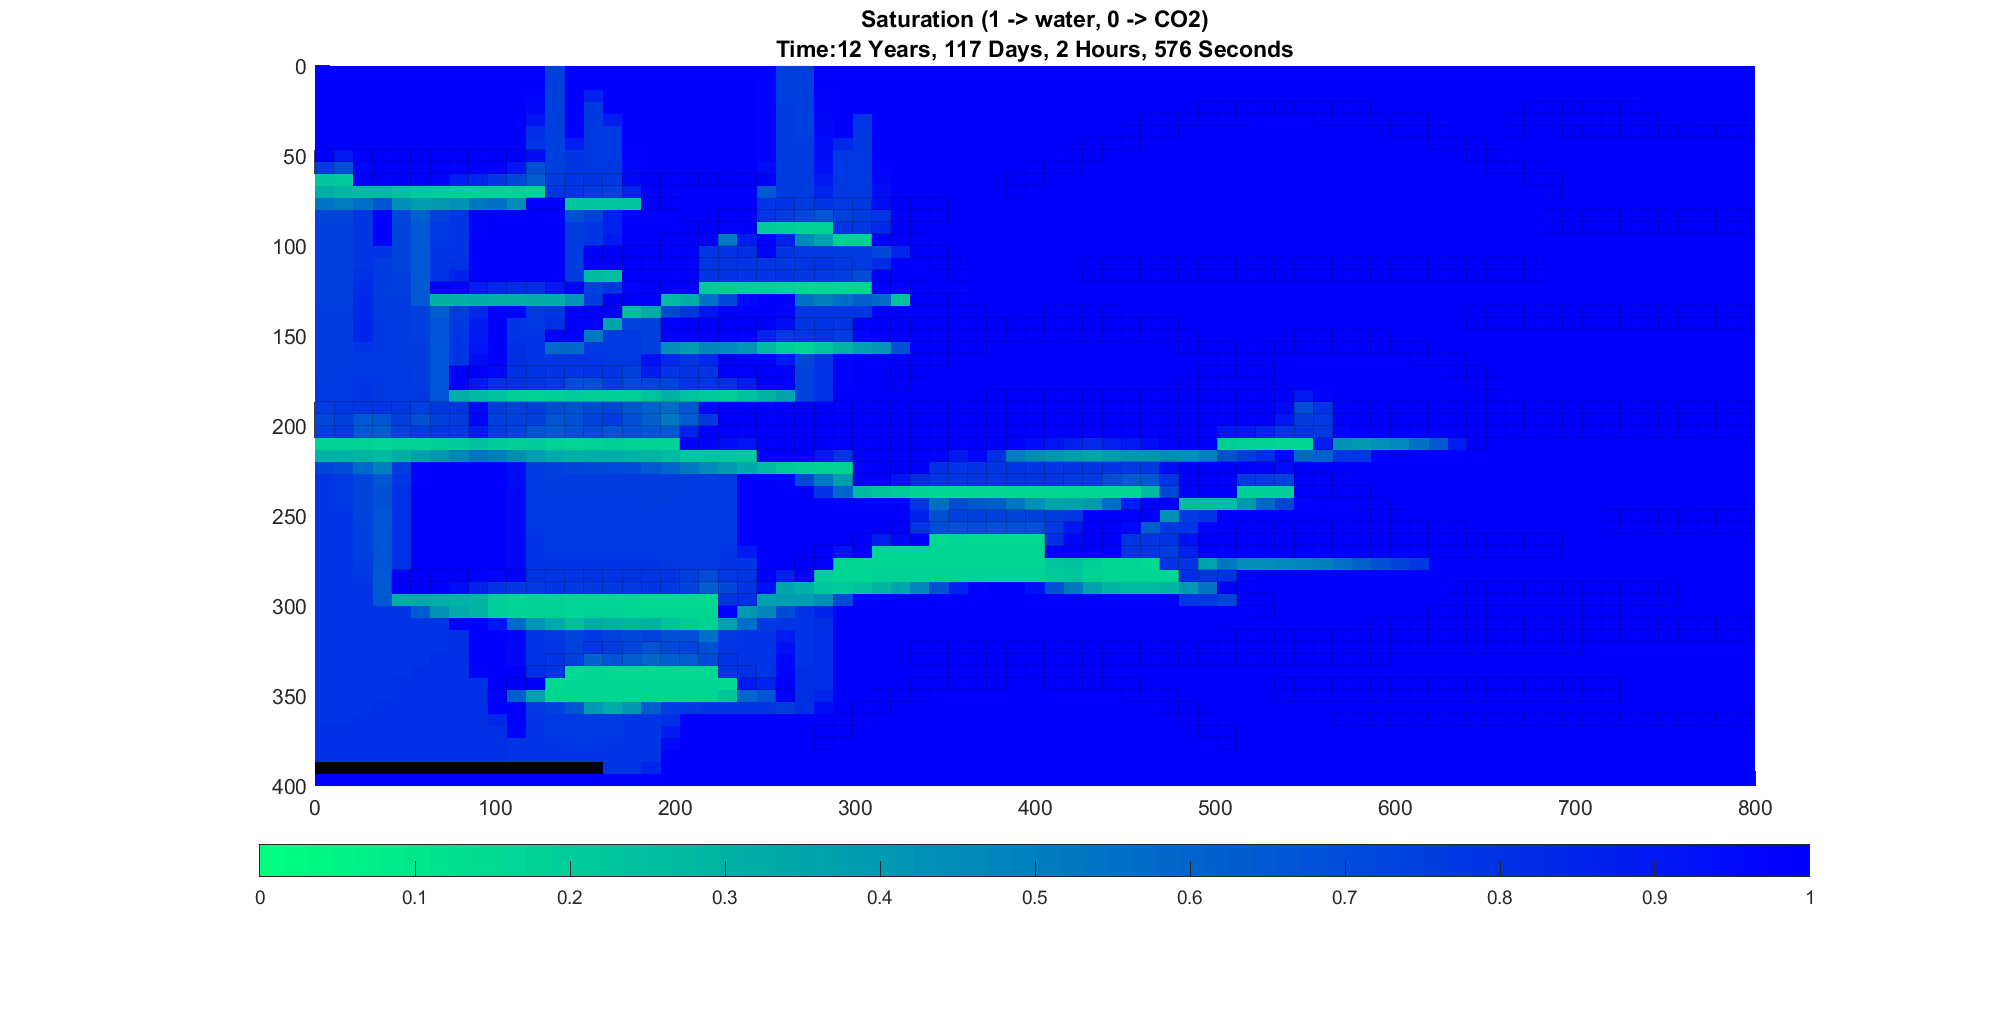 Saturation (1 -> water, 0 -> CO2)
Time:12 Years, 117 Days, 2 Hours, 576 Seconds
0
50
100
150
200
250
300
350
400
0 100 200 300 400 500 600 700 800
0 0.1 0.2 0.3 0.4 0.5 0.6 0.7 0.8 0.9 1